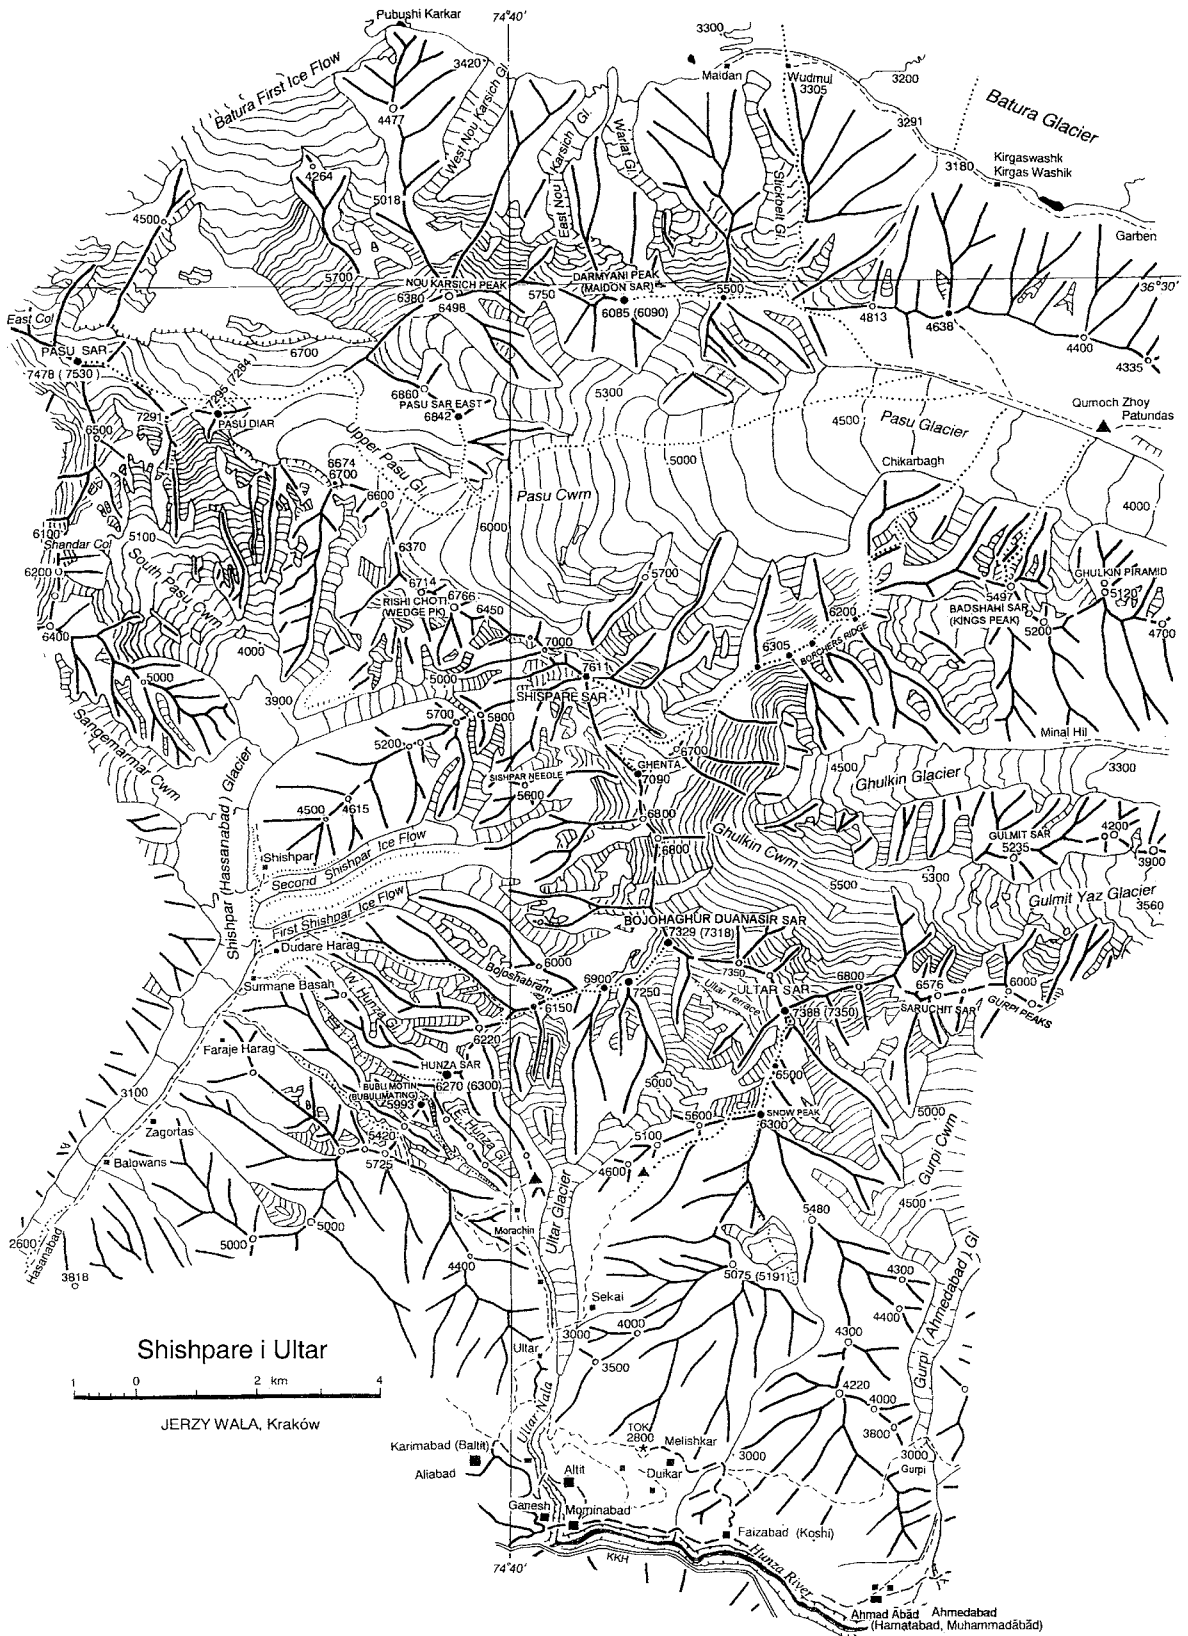 Pubushi Karkar
74°40'
3300
Maidan
Wudmul
3305
3200
Batura First Ice Flow
3420
4477
West Nou Karsich Gl.
East Nou Karsich Gl.
Warlat Gl.
Slickbelt Gl.
3291
Batura Glacier
3180
Kirgaswashk
Kirgas Washik
Garben
4264
5018
4500
5700
NOU KARSICH PEAK
6380
6498
5750
DARMYANI PEAK
(MAIDON SAR)
6085 (6090)
5500
36°30'
4813
4638
4400
4335
East Col
PASU SAR
7478 (7530)
6700
7295 (7284)
7291
PASU DIAR
6500
6860
PASU SAR EAST
6842
5300
4500
Pasu Glacier
Qumoch Zhoy
Patundas
Upper Pasu Gl.
5000
Chikarbagh
6674
6700
6600
Pasu Cwm
6000
4000
6100
5100
Shandar Col
6200
South Pasu Cwm
6370
6714
RISHI CHOTI
(WEDGE PK)
6766
6450
5700
6200
5497
BADSHAHI SAR
(KINGS PEAK)
5200
GHULKIN PIRAMID
5120
4700
6400
4000
7000
6305
BORCHERS RIDGE
5000
5000
7611
SHISPARE SAR
3900
5700
5800
5200
Minal Hil
Sangemarmar Cwm
6700
GHENTA
7090
SISHPAR NEEDLE
5600
4500
Ghulkin Glacier
3300
4500
4615
6800
6800
Ghulkin Cwm
GULMIT SAR
5235
4200
3900
Shishpar (Hassanabad) Glacier
Shishpar
Second Shishpar Ice Flow
5500
5300
Gulmit Yaz Glacier
3560
First Shishpar Ice Flow
BOJOHAGHUR DUANASIR SAR
7329 (7318)
Dudare Harag
Bojoshabram
6000
7350
Surmane Basah
W. Hunza Gl.
6900
7250
Ultar Terrace
ULTAR SAR
7388 (7350)
6800
6576
SARUCHIT SAR
6000
GURPI PEAKS
6150
6220
Faraje Harag
HUNZA SAR
6270 (6300)
6500
3100
BUBLI MOTIN
(BUBULIMATING)
5993
5000
5600
SNOW PEAK
6300
5000
Gurpi Cwm
Zagortas
5420
E. Hunza Gl.
5100
Balowans
5725
4600
4500
Ultar Glacier
2600
Hasanabad
5000
5000
Morachin
5480
3818
4400
5075 (5191)
4300
Gurpi (Ahmedabad) Gl.
Sekai
4400
Shishpare i Ultar
3000
4000
4300
1 0 2 km 4
Ultar
3500
4220
4000
JERZY WALA, Kraków
Ultar Nala
TOK
2800
3800
Karimabad (Baltit)
Melishkar
3000
3000
Aliabad
Altit
Duikar
Gurpi
Ganesh
Mominabad
Faizabad (Koshi)
74°40'
KKH
Hunza River
Ahmad Ābād Ahmedabad
(Hamatabad, Muhammadābād)